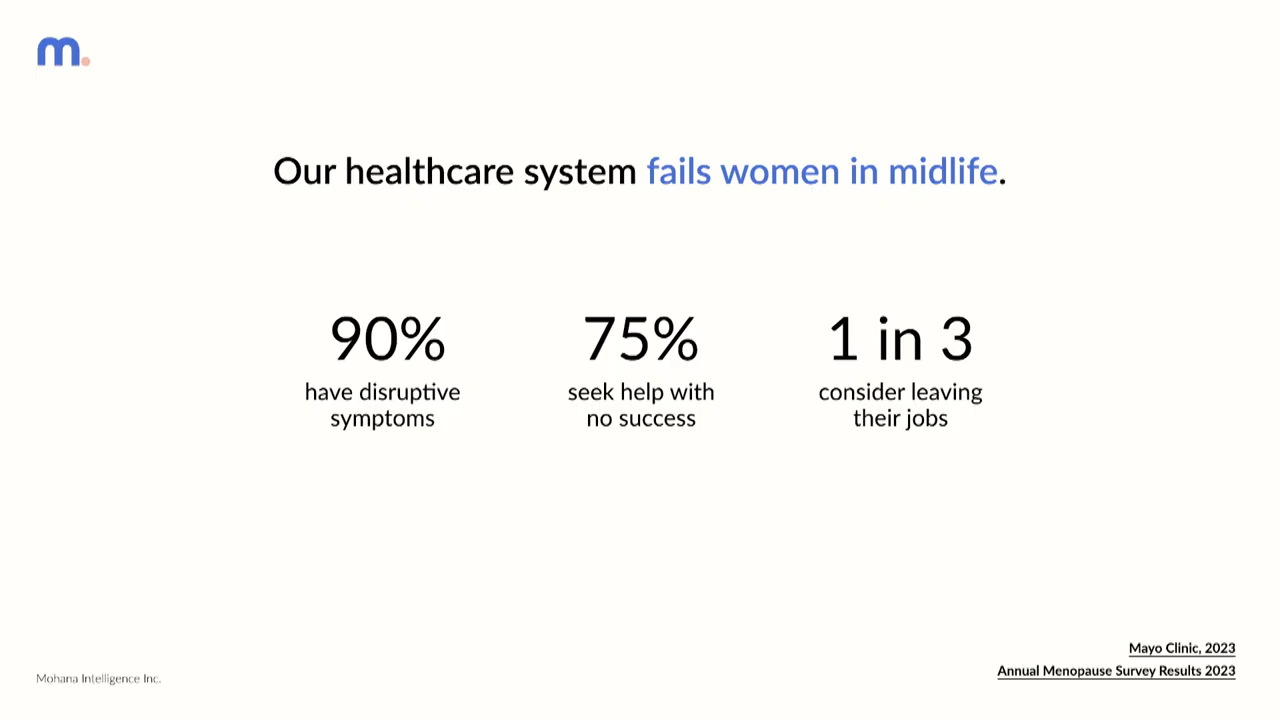 m.
Our healthcare system fails women in midlife.
90%
have disruptive
symptoms
75%
seek help with
no success
1 in 3
consider leaving
their jobs
Mayo Clinic, 2023
Annual Menopause Survey Results 2023
Mohana Intelligence Inc.